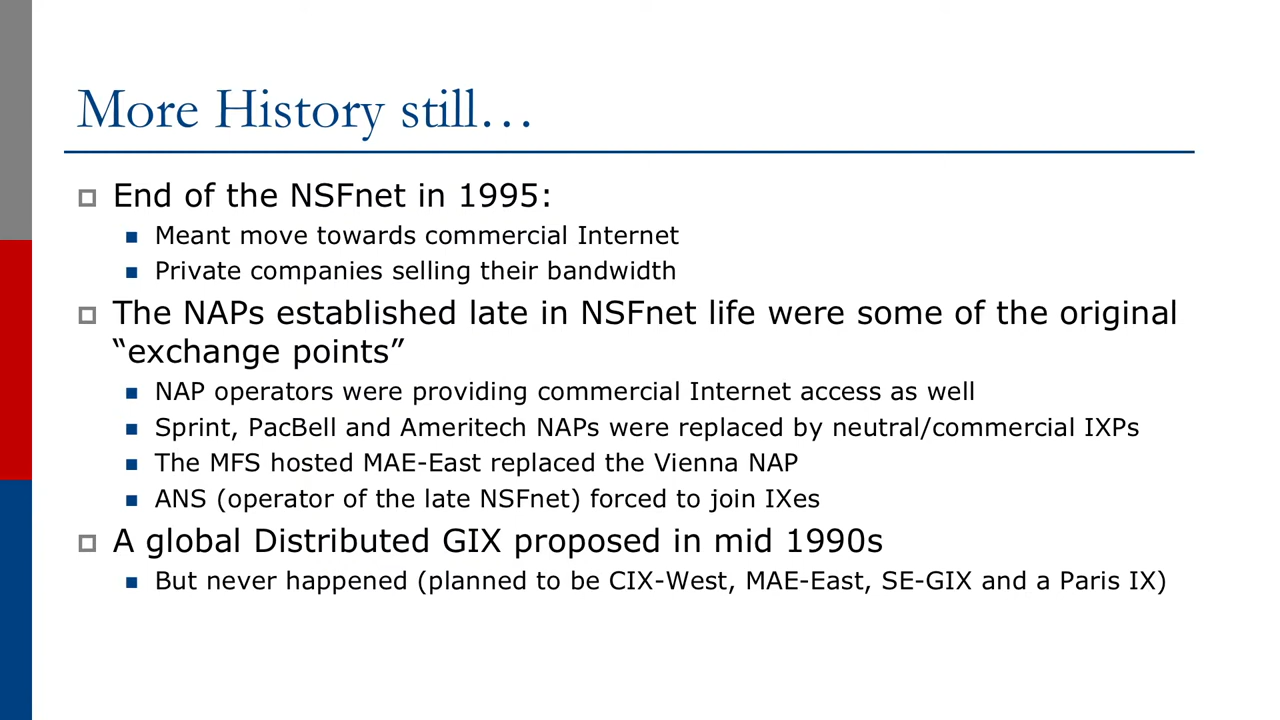 More History still…
End of the NSFnet in 1995:
Meant move towards commercial Internet
Private companies selling their bandwidth
The NAPs established late in NSFnet life were some of the original
“exchange points”
NAP operators were providing commercial Internet access as well
Sprint, PacBell and Ameritech NAPs were replaced by neutral/commercial IXPs
The MFS hosted MAE-East replaced the Vienna NAP
ANS (operator of the late NSFnet) forced to join IXes
A global Distributed GIX proposed in mid 1990s
But never happened (planned to be CIX-West, MAE-East, SE-GIX and a Paris IX)